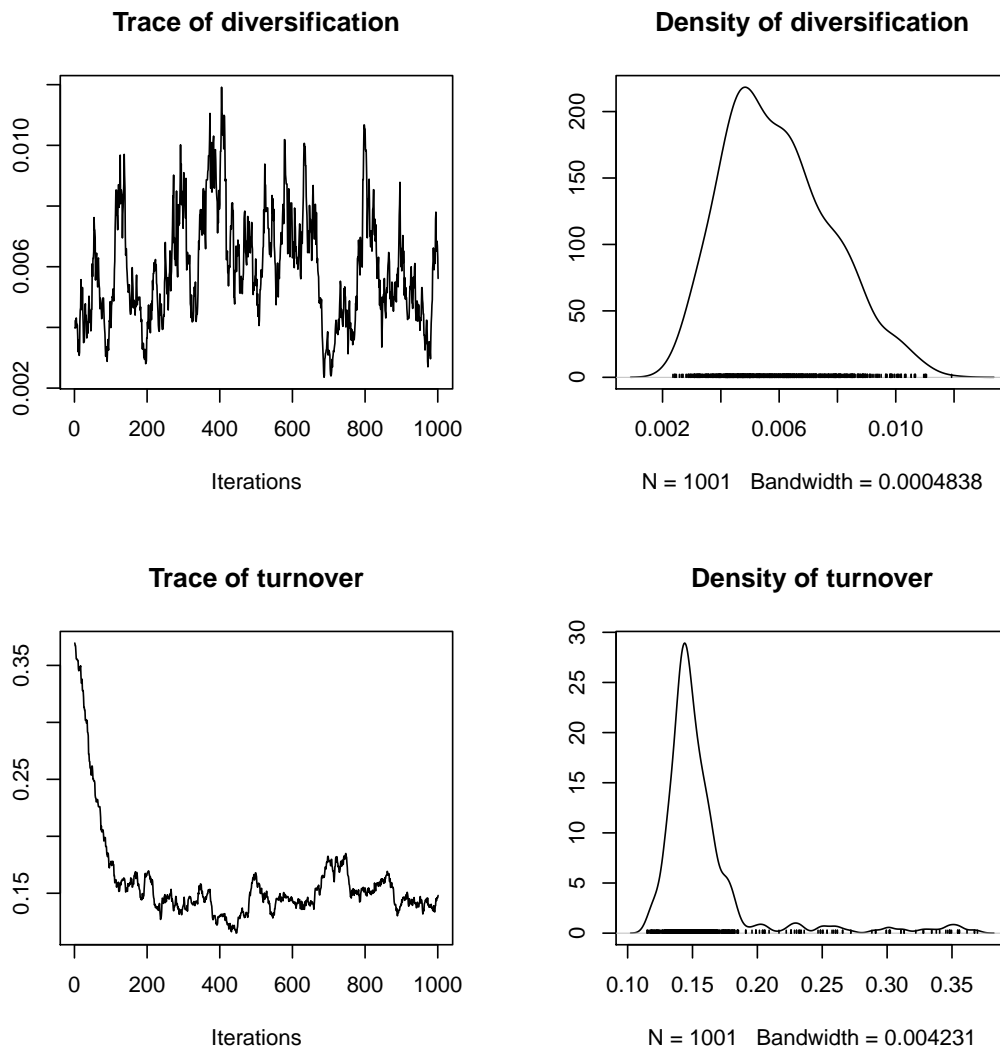 Trace of diversification
0.010
0.006
0.002
0 200 400 600 800 1000
Iterations
Density of diversification
200
150
100
50
0
0.002 0.006 0.010
N = 1001 Bandwidth = 0.0004838
Trace of turnover
0.35
0.25
0.15
0 200 400 600 800 1000
Iterations
Density of turnover
30
25
20
15
10
5
0
0.10 0.15 0.20 0.25 0.30 0.35
N = 1001 Bandwidth = 0.004231